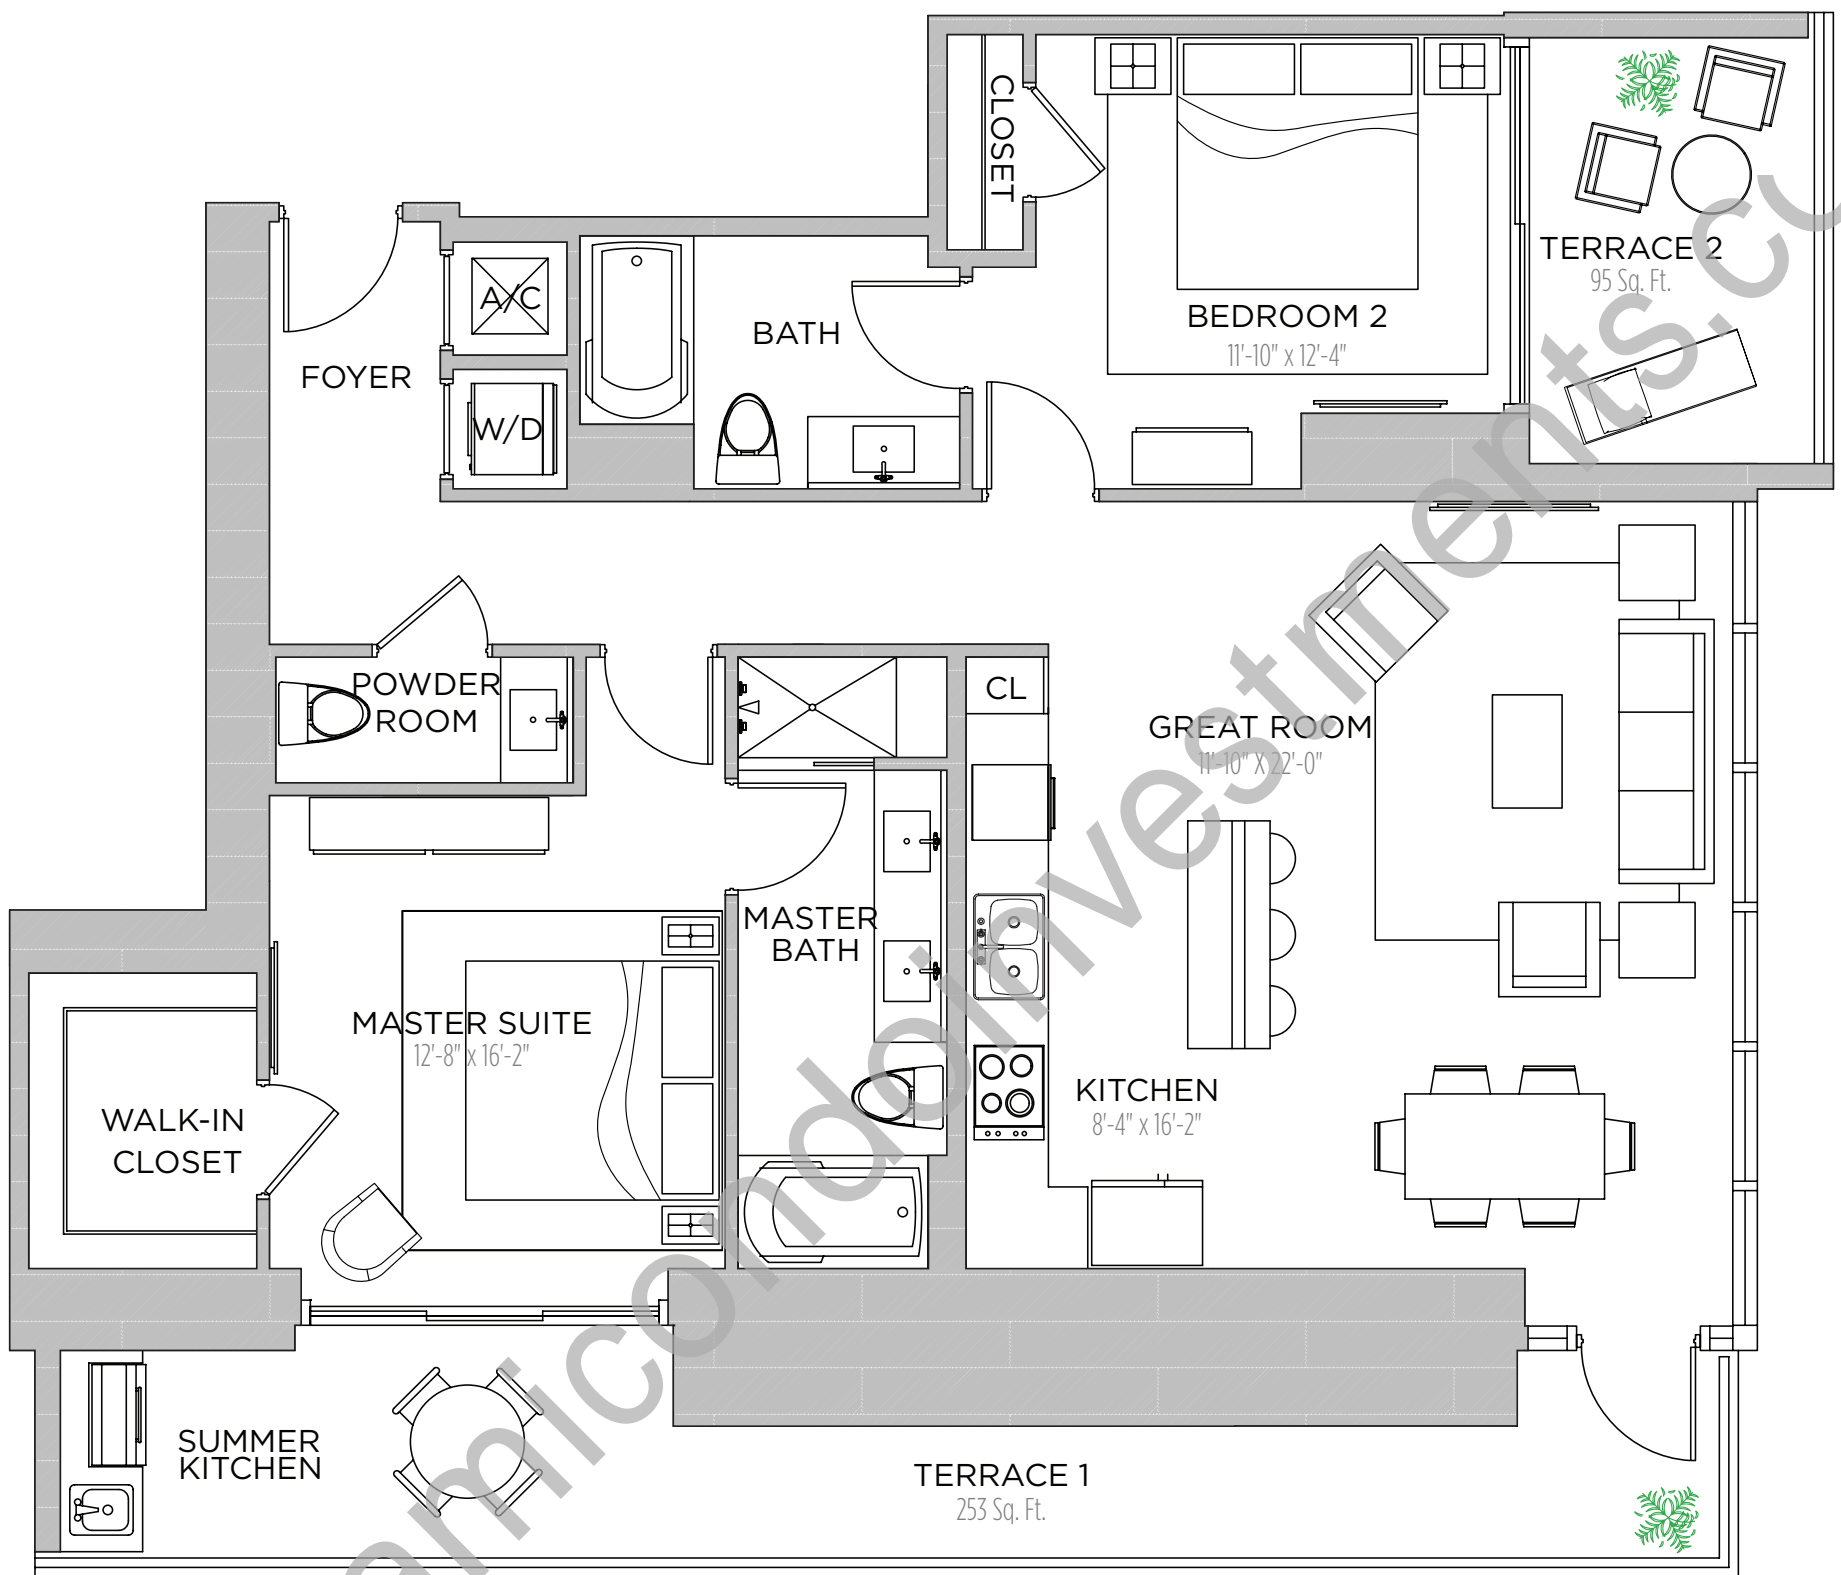 CLOSET
TERRACE 2
95 Sq. Ft.
A/C
BEDROOM 2
11'-10" x 12'-4"
BATH
FOYER
W/D
POWDER
ROOM
CL
GREAT ROOM
11'-10" X 22'-0"
MASTER
BATH
MASTER SUITE
12'-8" x 16'-2"
KITCHEN
8'-4" x 16'-2"
WALK-IN
CLOSET
SUMMER
KITCHEN
TERRACE 1
253 Sq. Ft.
amicondoinvestments.co